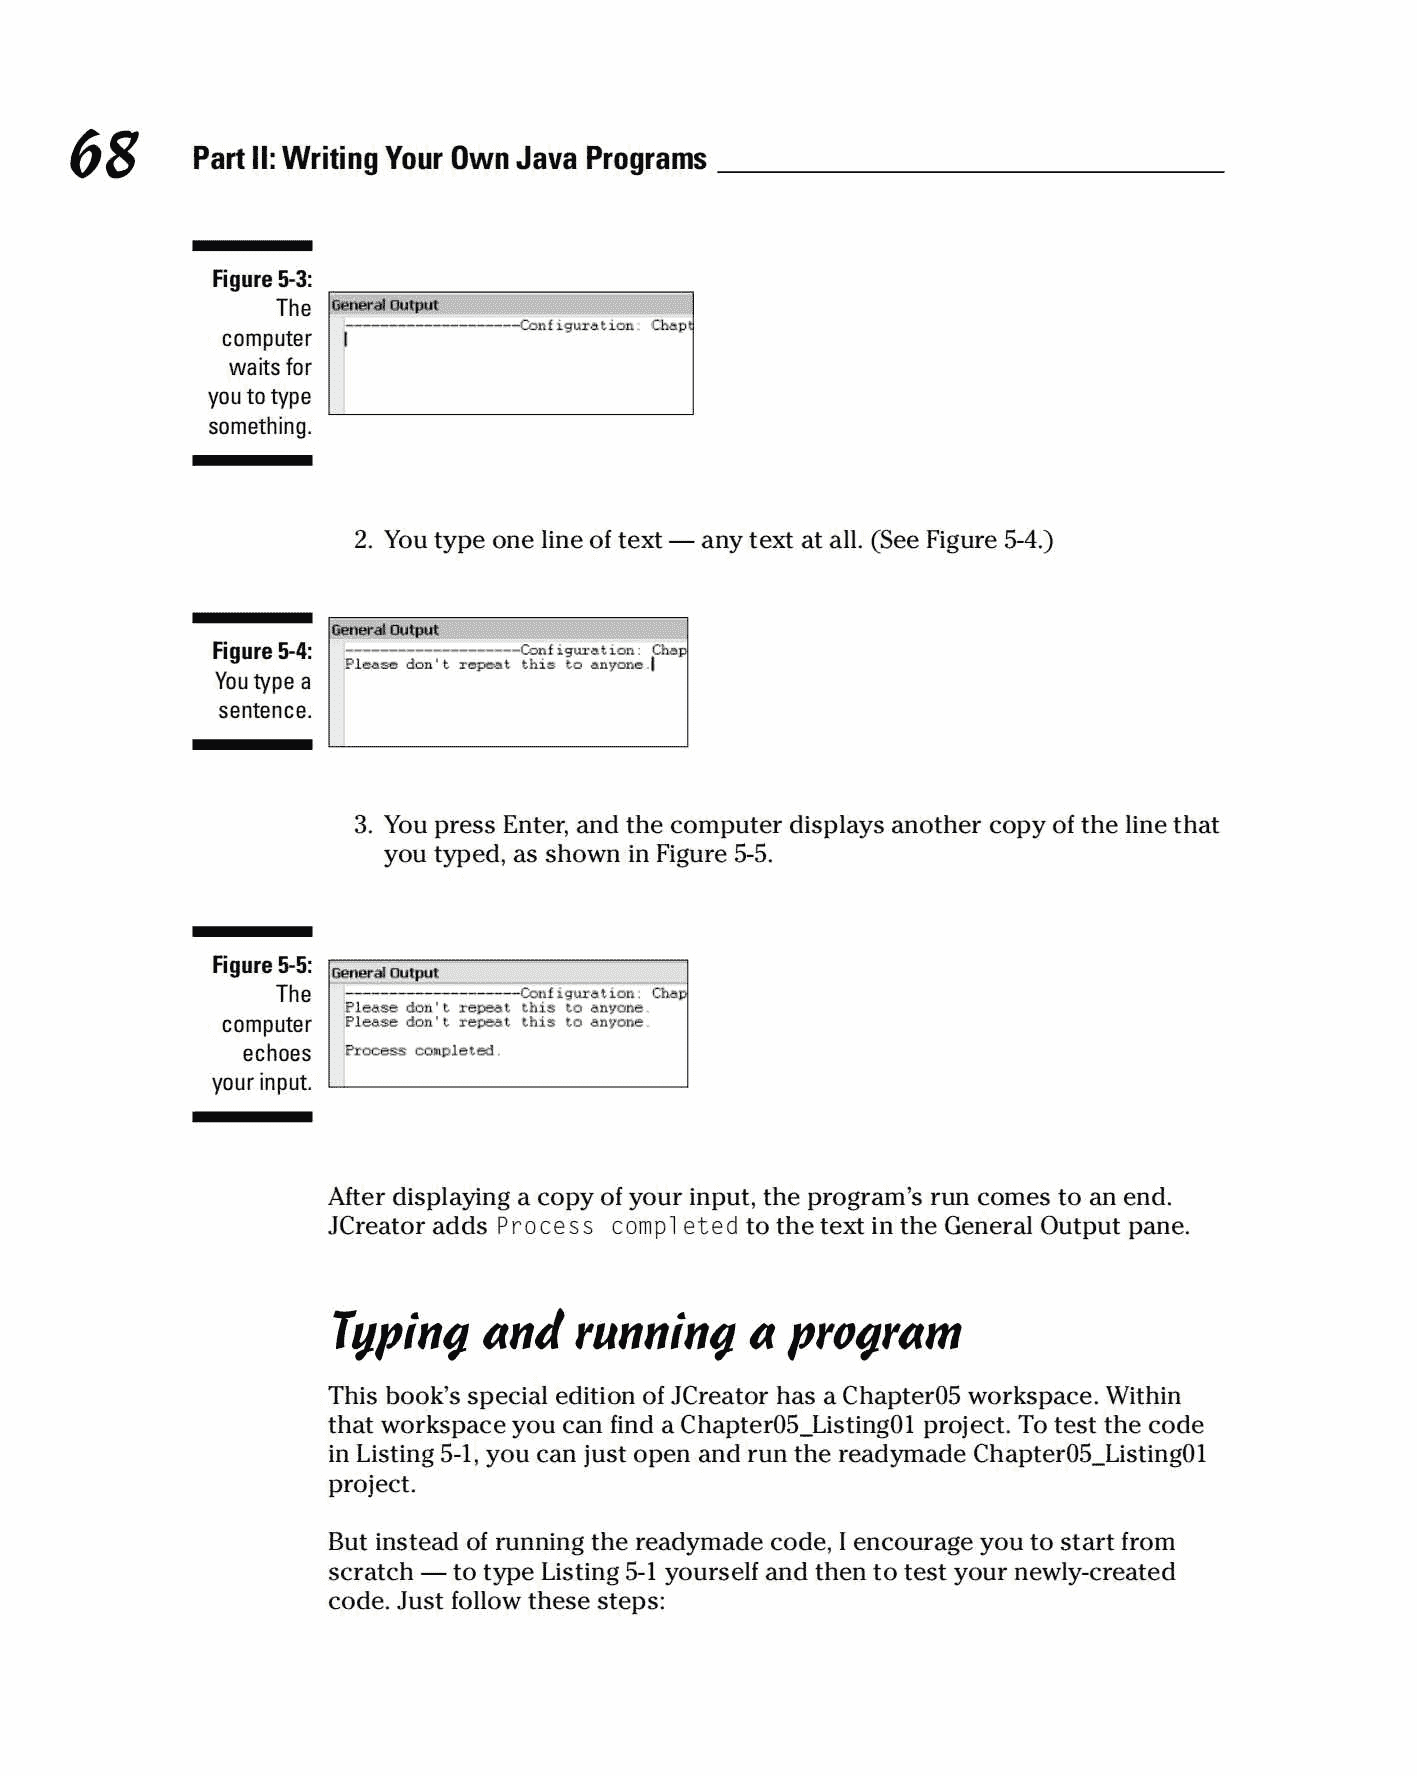 68 Part II: Writing Your Own Java Programs
Figure 5-3:
The
computer
waits for
you to type
something.
General Output
--------------------Configuration: Chapt
2. You type one line of text — any text at all. (See Figure 5-4.)
Figure 5-4:
You type a
sentence.
General Output
--------------------Configuration: Chap
Please don't repeat this to anyone.
3. You press Enter, and the computer displays another copy of the line that
you typed, as shown in Figure 5-5.
Figure 5-5:
The
computer
echoes
your input.
General Output
--------------------Configuration: Chap
Please don't repeat this to anyone.
Please don't repeat this to anyone.
Process completed.
After displaying a copy of your input, the program’s run comes to an end.
JCreator adds Process completed to the text in the General Output pane.
Typing and running a program
This book’s special edition of JCreator has a Chapter05 workspace. Within
that workspace you can find a Chapter05_Listing01 project. To test the code
in Listing 5-1, you can just open and run the readymade Chapter05_Listing01
project.
But instead of running the readymade code, I encourage you to start from
scratch — to type Listing 5-1 yourself and then to test your newly-created
code. Just follow these steps: